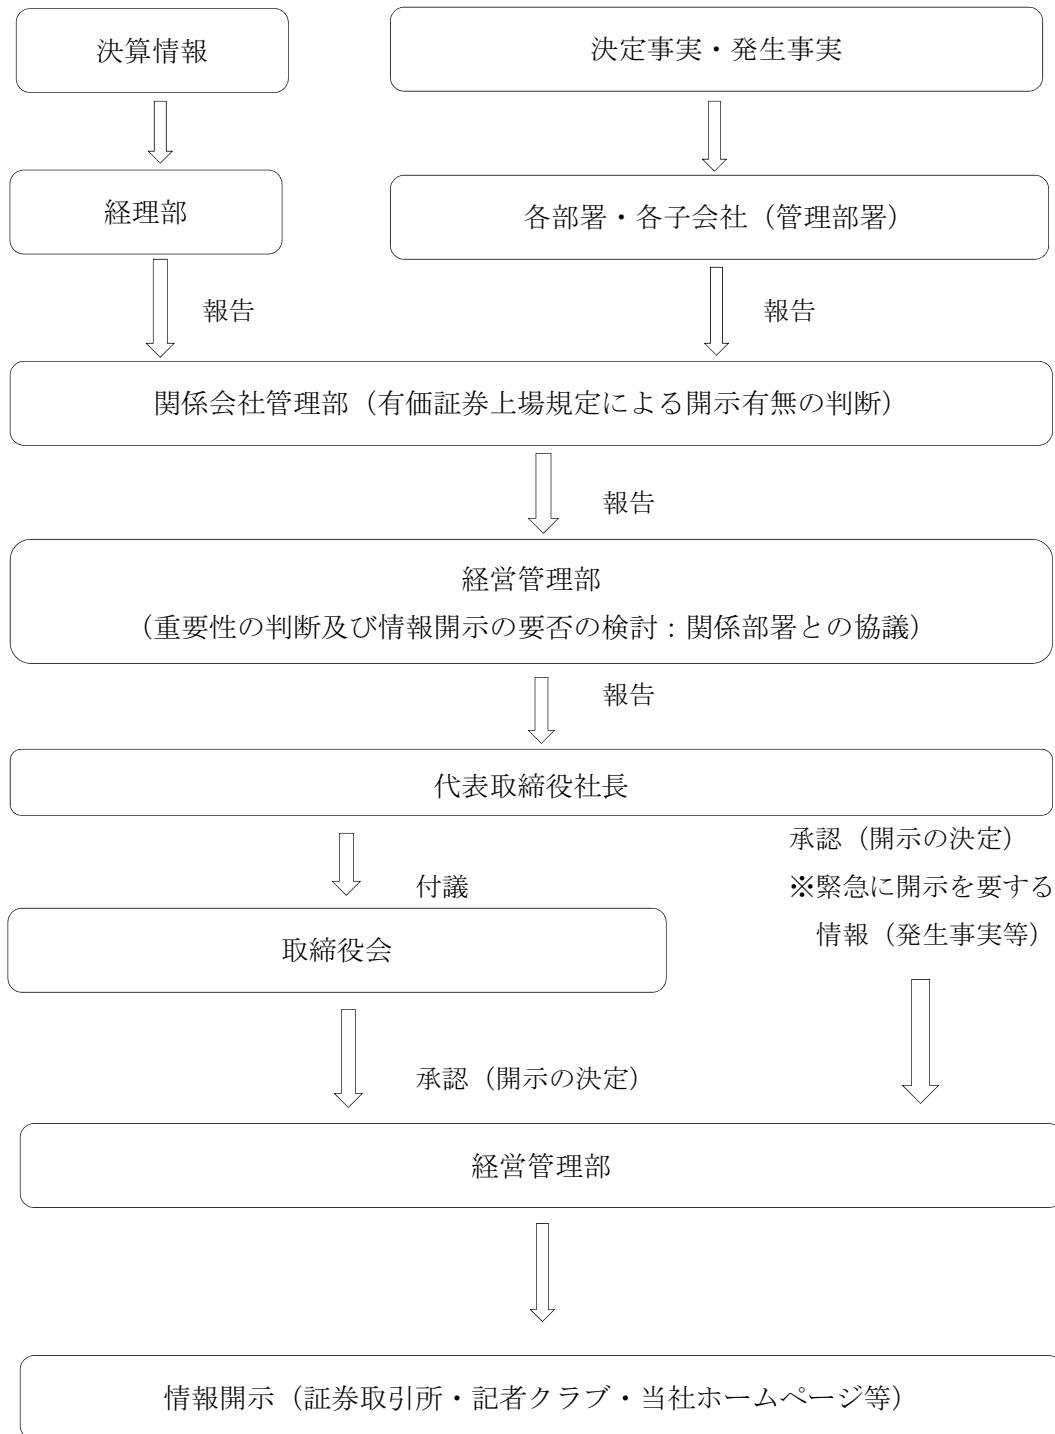 決算情報
決定事実・発生事実
経理部
各部署・各子会社（管理部署）
報告
報告
関係会社管理部（有価証券上場規定による開示有無の判断）
報告
経営管理部
（重要性の判断及び情報開示の要否の検討：関係部署との協議）
報告
代表取締役社長
承認（開示の決定）
※緊急に開示を要する
情報（発生事実等）
付議
取締役会
承認（開示の決定）
経営管理部
情報開示（証券取引所・記者クラブ・当社ホームページ等）